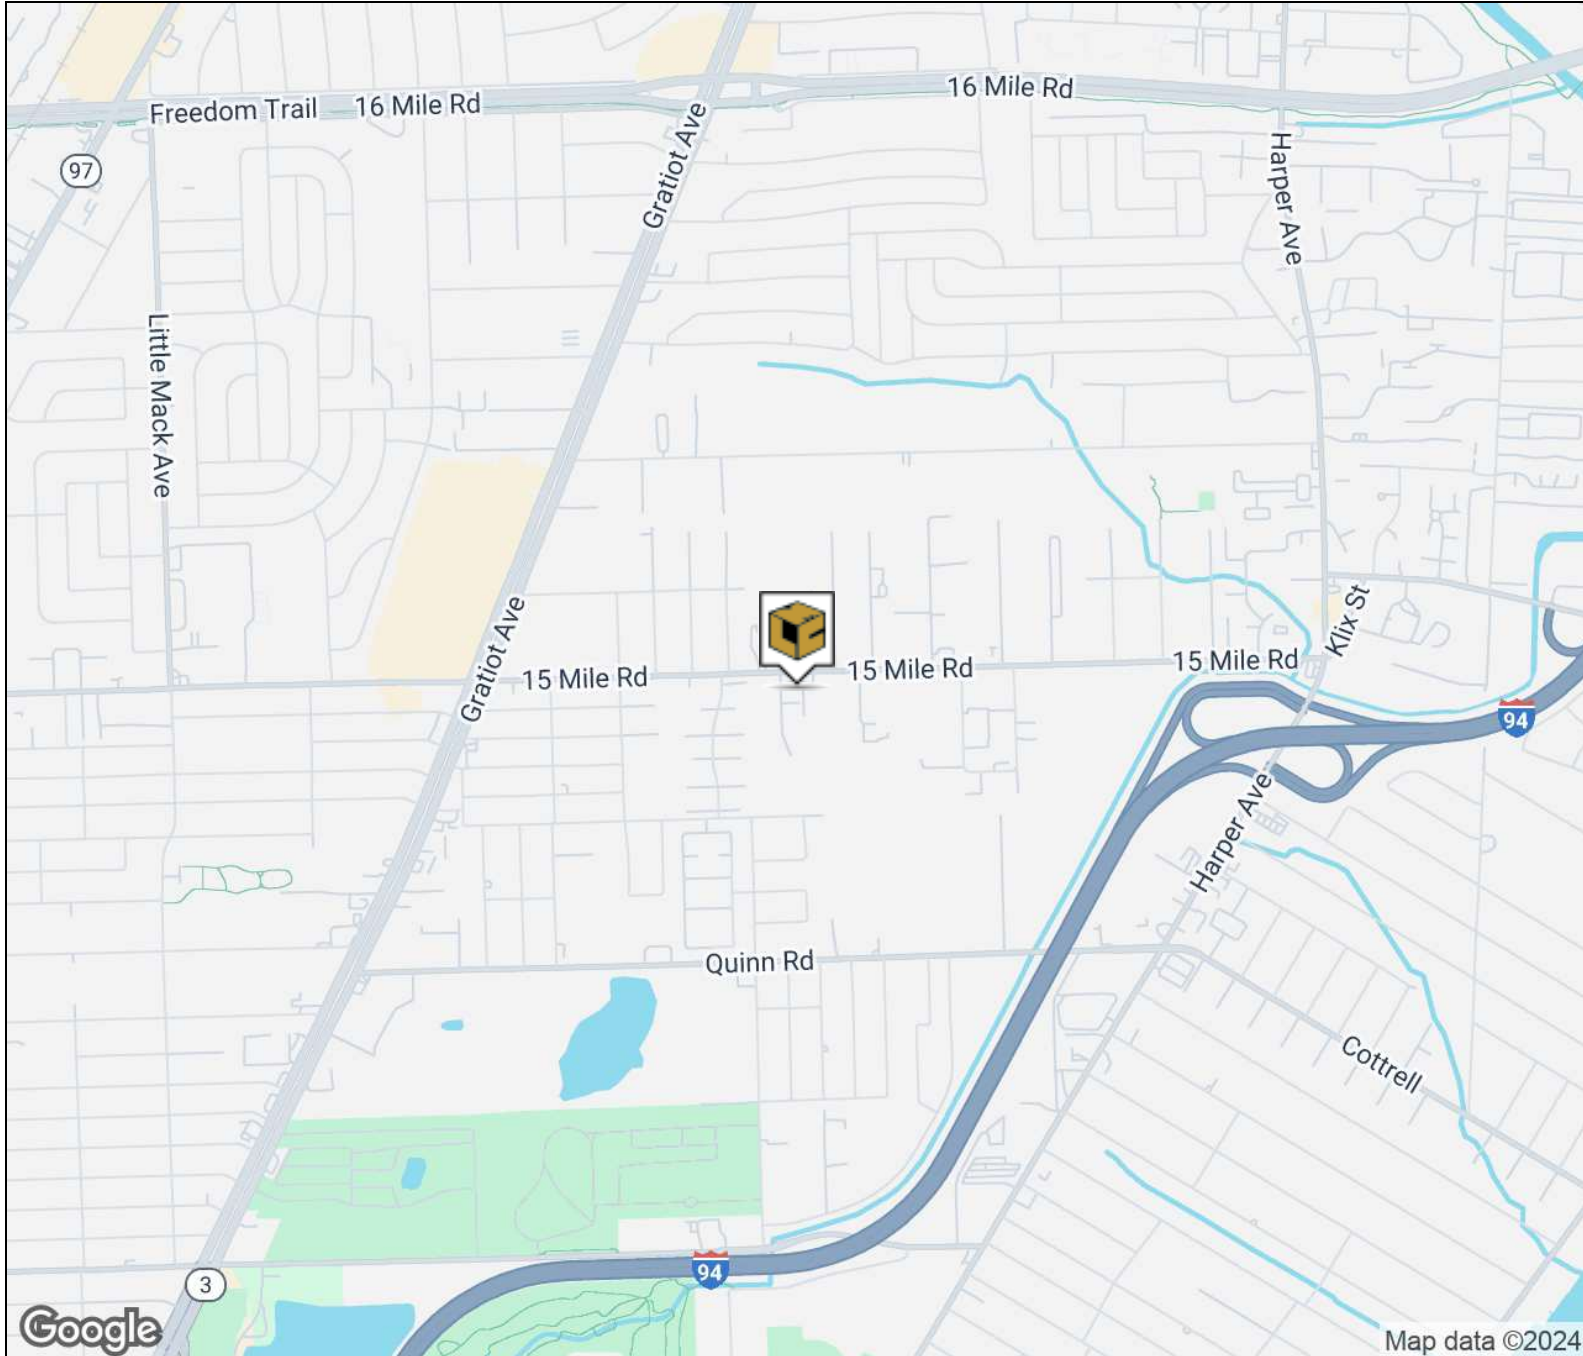 Freedom Trail
16 Mile Rd
16 Mile Rd
97
Gratiot Ave
Harper Ave
Little Mack Ave
Gratiot Ave
15 Mile Rd
15 Mile Rd
15 Mile Rd
Klix St
94
Harper Ave
Quinn Rd
Cottrell
94
3
Google
Map data ©2024